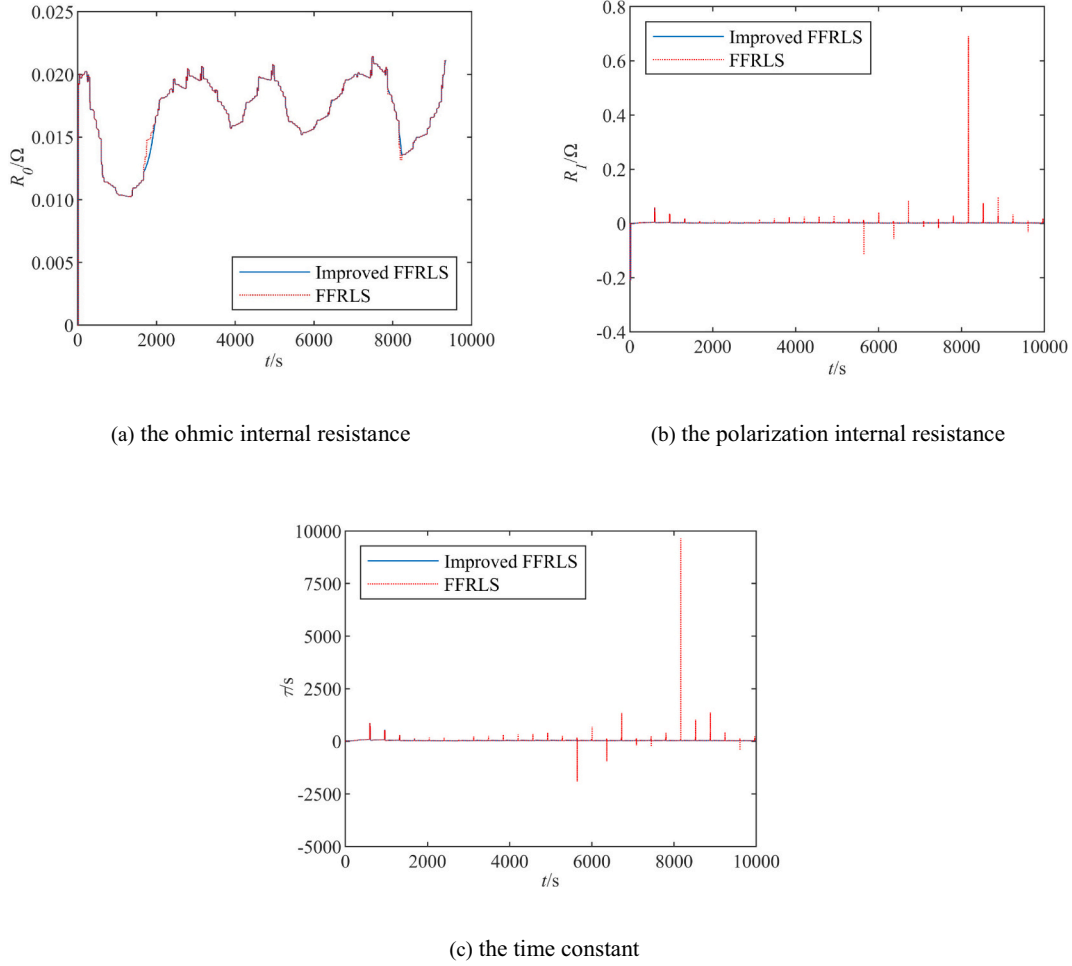 0.025
0.020
0.015
0.010
0.005
0
R0/Ω
Improved FFRLS
FFRLS
0 2000 4000 6000 8000 10000
t/s
(a) the ohmic internal resistance
0.8
0.6
0.4
0.2
0
-0.2
-0.4
R1/Ω
Improved FFRLS
FFRLS
0 2000 4000 6000 8000 10000
t/s
(b) the polarization internal resistance
10000
7500
5000
2500
0
-2500
-5000
τ/s
Improved FFRLS
FFRLS
0 2000 4000 6000 8000 10000
t/s
(c) the time constant